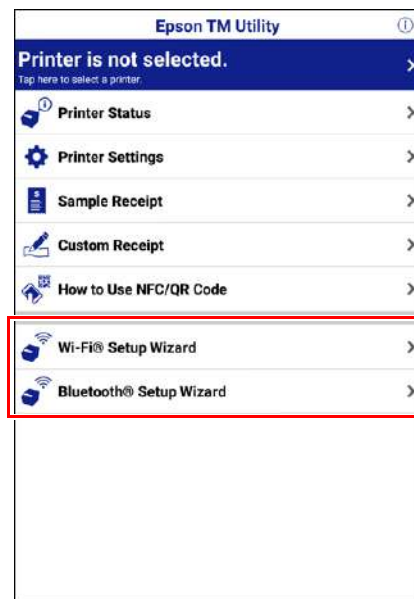 Epson TM Utility
Printer is not selected.
Tap here to select a printer.
Printer Status
Printer Settings
Sample Receipt
Custom Receipt
How to Use NFC/QR Code
Wi-Fi® Setup Wizard
Bluetooth® Setup Wizard